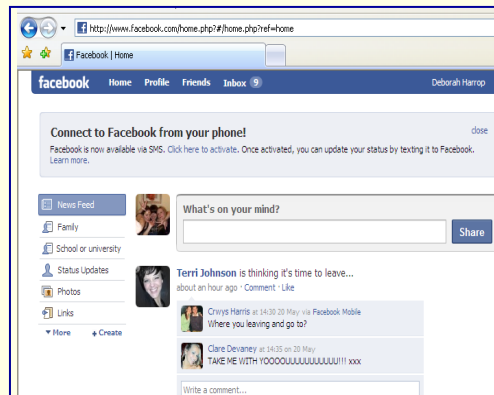 http://www.facebook.com/home.php?#/home.php?ref=home
Facebook | Home
facebook Home Profile Friends Inbox 9 Deborah Harrop
Connect to Facebook from your phone! close
Facebook is now available via SMS. Click here to activate. Once activated, you can update your status by texting it to Facebook.
Learn more.
News Feed
Family
School or university
Status Updates
Photos
Links
More + Create
What's on your mind?
Share
Terri Johnson is thinking it's time to leave...
about an hour ago · Comment · Like
Crwys Harris at 14:30 20 May via Facebook Mobile
Where you leaving and go to?
Clare Devaney at 14:35 on 20 May
TAKE ME WITH YOOOOUUUUUUUUUU!!! xxx
Write a comment...